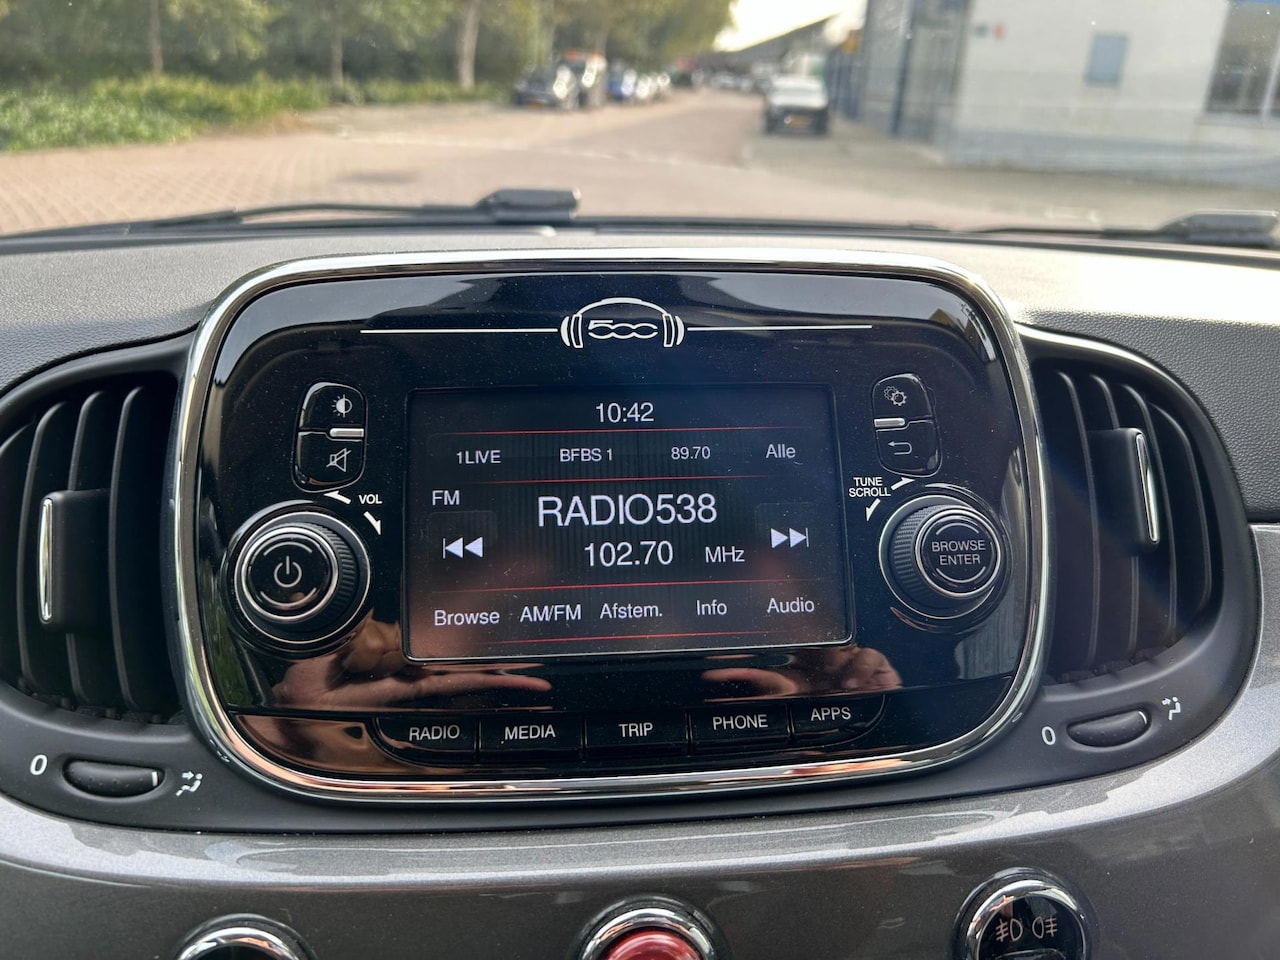 500
10:42
1LIVE BFBS 1 89.70 Alle
FM
RADIO538
102.70 MHz
Browse AM/FM Afstem. Info Audio
VOL
TUNE
SCROLL
BROWSE
ENTER
RADIO MEDIA TRIP PHONE APPS
0
0